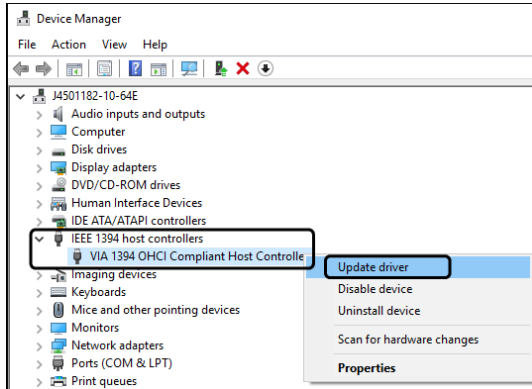 Device Manager
File Action View Help
J4501182-10-64E
Audio inputs and outputs
Computer
Disk drives
Display adapters
DVD/CD-ROM drives
Human Interface Devices
IDE ATA/ATAPI controllers
IEEE 1394 host controllers
VIA 1394 OHCI Compliant Host Controlle
Update driver
Imaging devices
Disable device
Keyboards
Mice and other pointing devices
Uninstall device
Monitors
Scan for hardware changes
Network adapters
Ports (COM & LPT)
Properties
Print queues